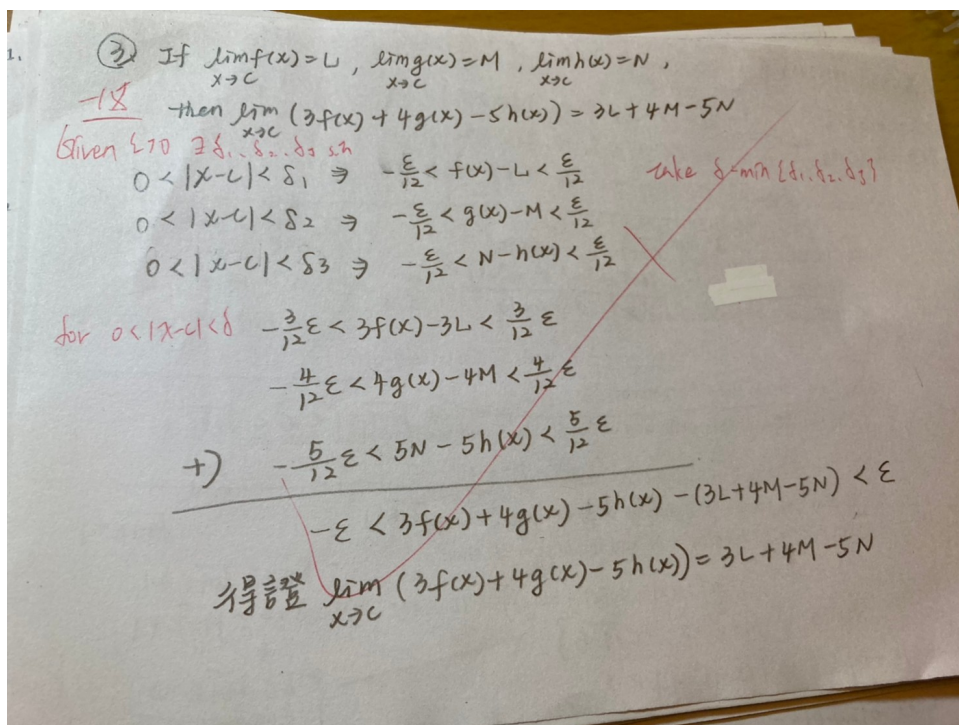 1.
③ If lim f(x)=L, lim g(x)=M, lim h(x)=N,
x→c x→c x→c
then lim (3f(x)+4g(x)-5h(x)) = 3L+4M-5N
x→c
Given ε>0 ∃ δ₁, δ₂, δ₃ s.t.
0<|x-c|<δ₁ ⇒ -ε/12 < f(x)-L < ε/12 take δ=min{δ₁,δ₂,δ₃}
0<|x-c|<δ₂ ⇒ -ε/12 < g(x)-M < ε/12
0<|x-c|<δ₃ ⇒ -ε/12 < N-h(x) < ε/12
for 0<|x-c|<δ -3/12 ε < 3f(x)-3L < 3/12 ε
-4/12 ε < 4g(x)-4M < 4/12 ε
+) -5/12 ε < 5N-5h(x) < 5/12 ε
-ε < 3f(x)+4g(x)-5h(x)-(3L+4M-5N) < ε
得證 lim (3f(x)+4g(x)-5h(x)) = 3L+4M-5N
x→c